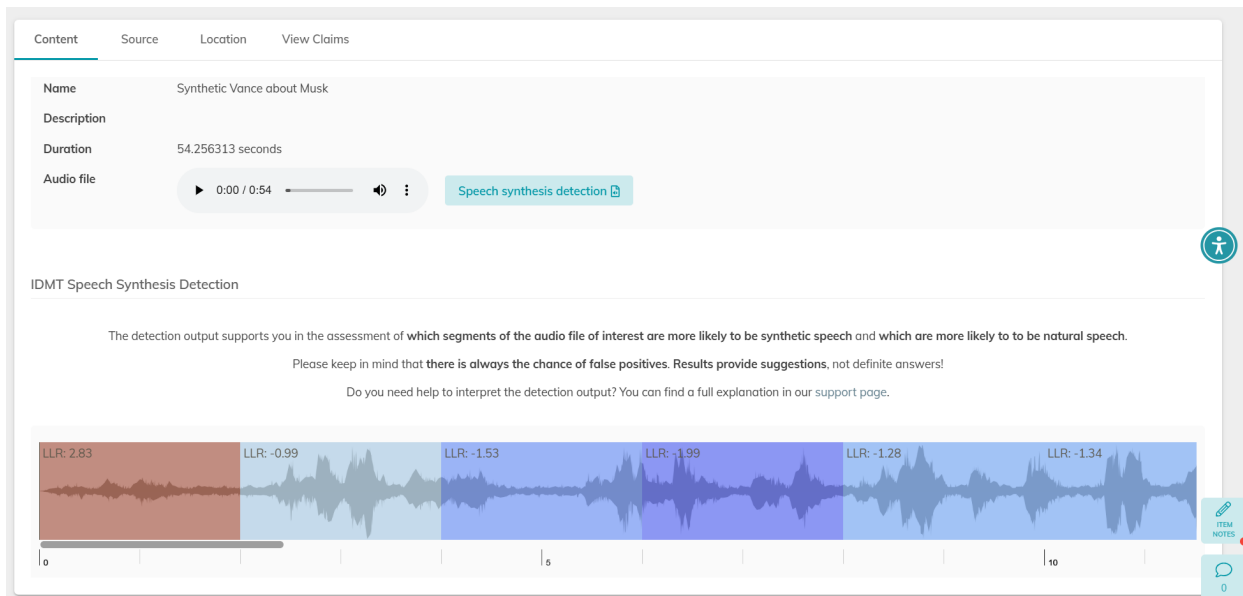 Content Source Location View Claims
Name Synthetic Vance about Musk
Description
Duration 54.256313 seconds
Audio file
0:00 / 0:54
Speech synthesis detection
IDMT Speech Synthesis Detection
The detection output supports you in the assessment of which segments of the audio file of interest are more likely to be synthetic speech and which are more likely to to be natural speech.
Please keep in mind that there is always the chance of false positives. Results provide suggestions, not definite answers!
Do you need help to interpret the detection output? You can find a full explanation in our support page.
LLR: 2.83 LLR: -0.99 LLR: -1.53 LLR: -1.99 LLR: -1.28 LLR: -1.34
0 5 10
ITEM
NOTES
0